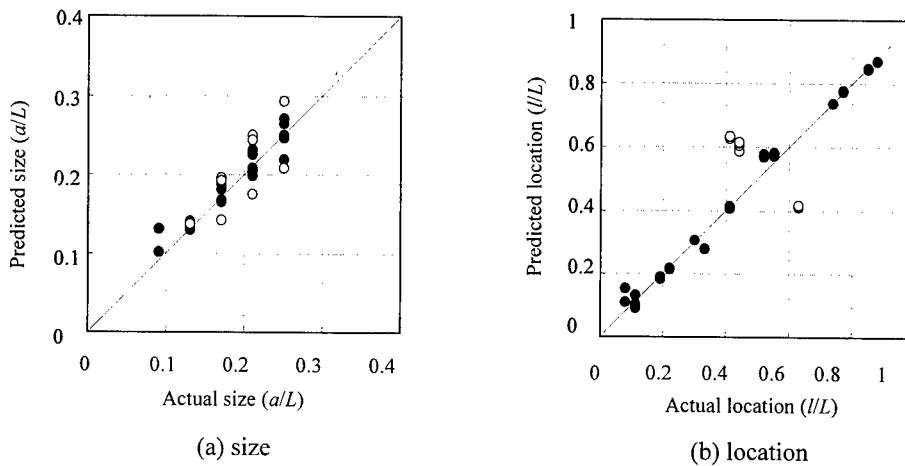 0.4
0.3
0.2
0.1
0
Predicted size (a/L)
0 0.1 0.2 0.3 0.4
Actual size (a/L)
(a) size
1
0.8
0.6
0.4
0.2
0
Predicted location (l/L)
0 0.2 0.4 0.6 0.8 1
Actual location (l/L)
(b) location